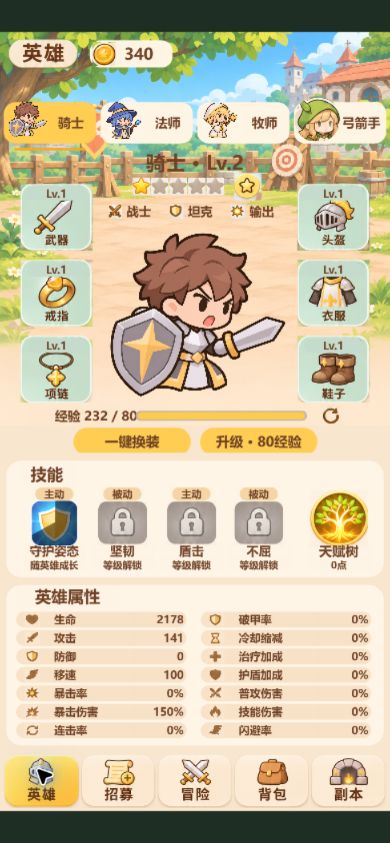 英雄 340
骑士 法师 牧师 弓箭手
骑士·Lv.2
战士 坦克 输出
Lv.1
武器
Lv.1
戒指
Lv.1
项链
Lv.1
头盔
Lv.1
衣服
Lv.1
鞋子
经验 232 / 80
一键换装 升级·80经验
技能
主动 被动 主动 被动
守护姿态 坚韧 盾击 不屈 天赋树
随英雄成长 等级解锁 等级解锁 等级解锁 0点
英雄属性
生命 2178 破甲率 0%
攻击 141 冷却缩减 0%
防御 0 治疗加成 0%
移速 100 护盾加成 0%
暴击率 0% 普攻伤害 0%
暴击伤害 150% 技能伤害 0%
连击率 0% 闪避率 0%
英雄 招募 冒险 背包 副本